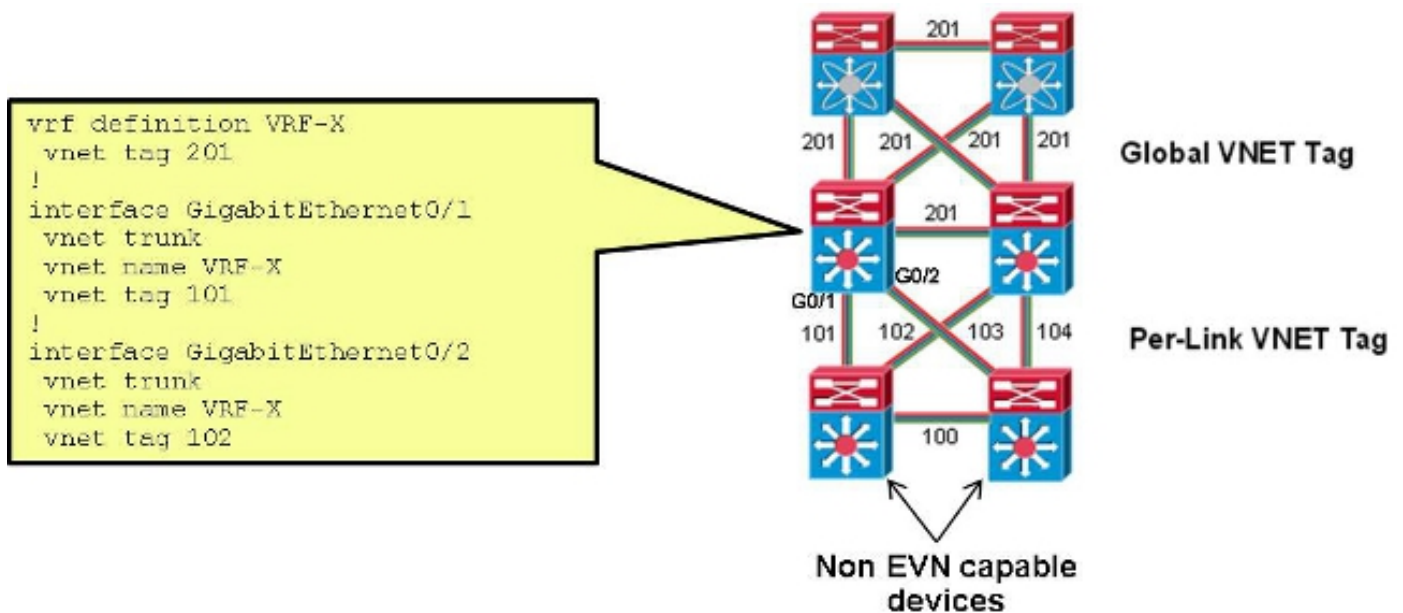 vrf definition VRF-X
vnet tag 201
!
interface GigabitEthernet0/1
vnet trunk
vnet name VRF-X
vnet tag 101
!
interface GigabitEthernet0/2
vnet trunk
vnet name VRF-X
vnet tag 102
201
201
201
201
201
Global VNET Tag
201
G0/2
G0/1
101
102
103
104
Per-Link VNET Tag
100
Non EVN capable
devices